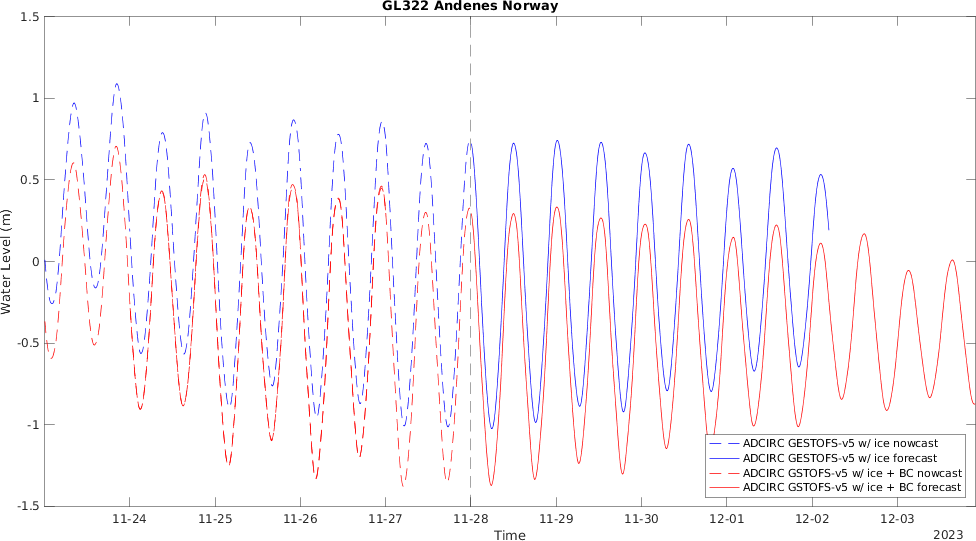 GL322 Andenes Norway
1.5
1
0.5
0
-0.5
-1
-1.5
Water Level (m)
11-24 11-25 11-26 11-27 11-28 11-29 11-30 12-01 12-02 12-03
Time
2023
ADCIRC GESTOFS-v5 w/ ice nowcast
ADCIRC GESTOFS-v5 w/ ice forecast
ADCIRC GSTOFS-v5 w/ ice + BC nowcast
ADCIRC GSTOFS-v5 w/ ice + BC forecast